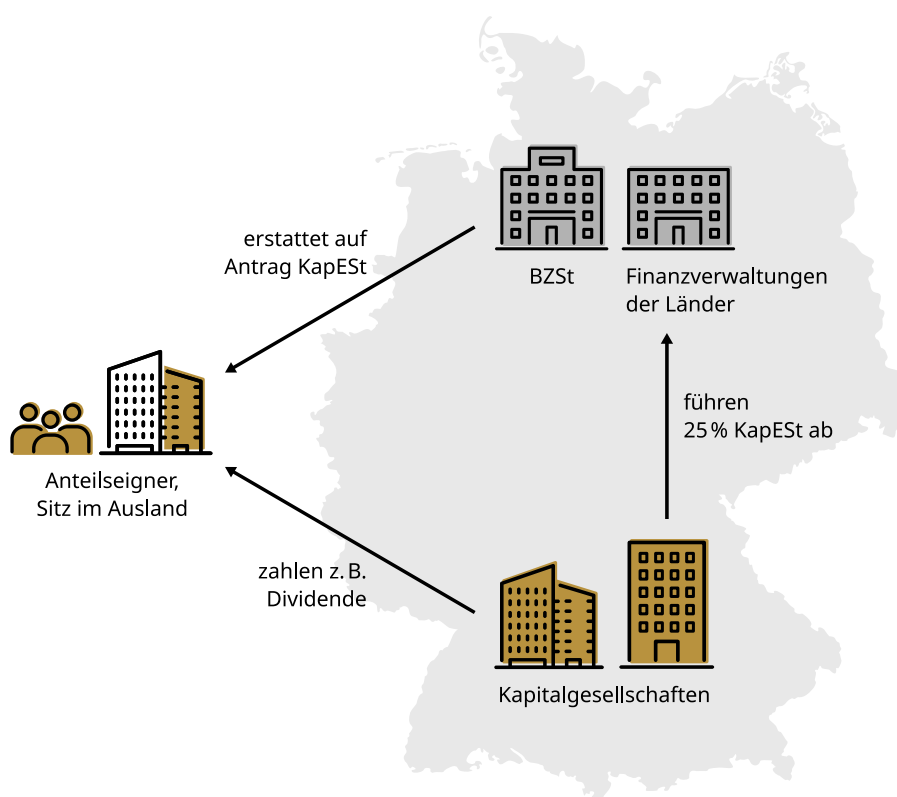 erstattet auf
Antrag KapESt
BZSt
Finanzverwaltungen
der Länder
führen
25 % KapESt ab
Anteilseigner,
Sitz im Ausland
zahlen z. B.
Dividende
Kapitalgesellschaften